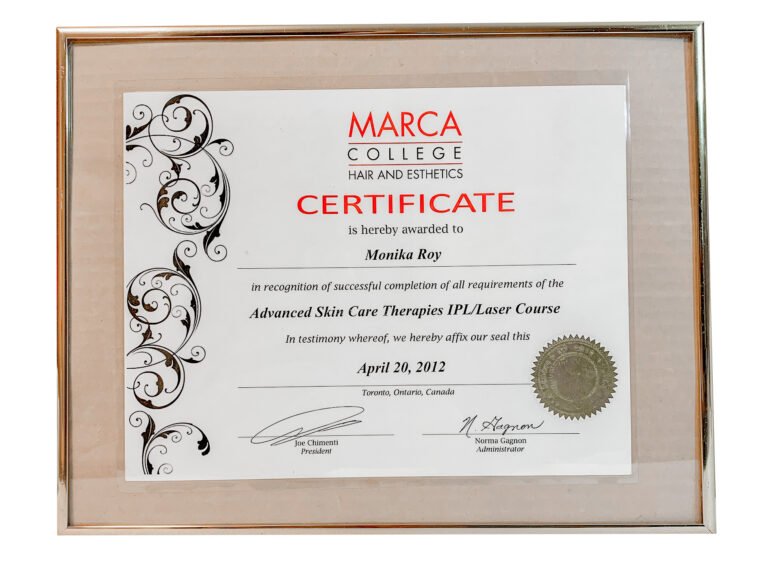 MARCA
COLLEGE
HAIR AND ESTHETICS
CERTIFICATE
is hereby awarded to
Monika Roy
in recognition of successful completion of all requirements of the
Advanced Skin Care Therapies IPL/Laser Course
In testimony whereof, we hereby affix our seal this
April 20, 2012
Toronto, Ontario, Canada
N. Gagnon
Joe Chimenti
Norma Gagnon
President
Administrator